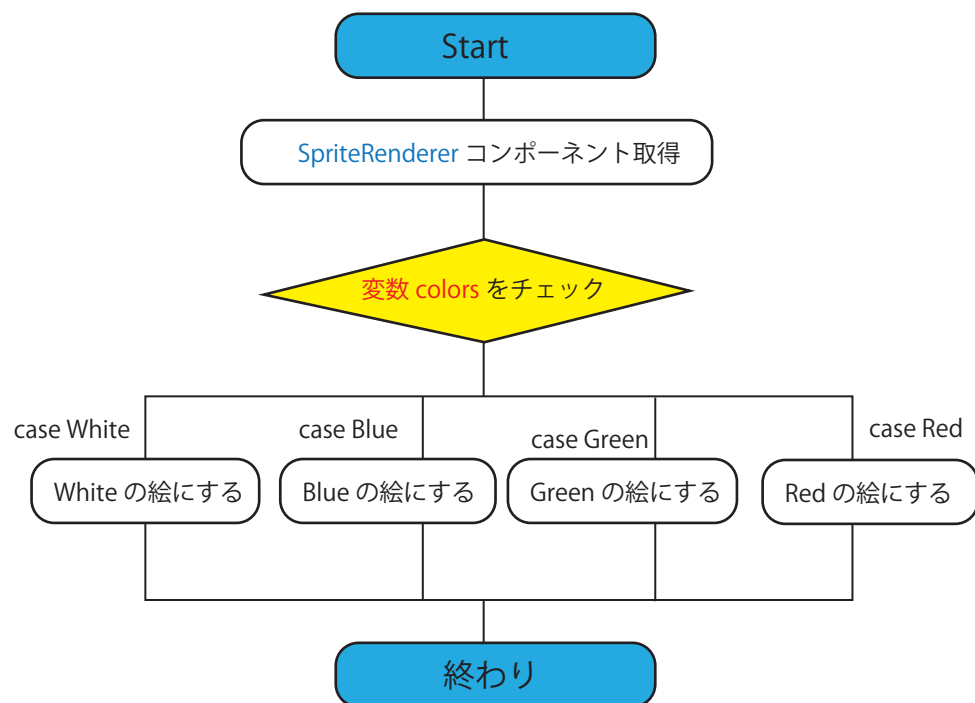 Start
SpriteRenderer コンポーネント取得
変数 colors をチェック
case White
case Blue
case Green
case Red
White の絵にする
Blue の絵にする
Green の絵にする
Red の絵にする
終わり